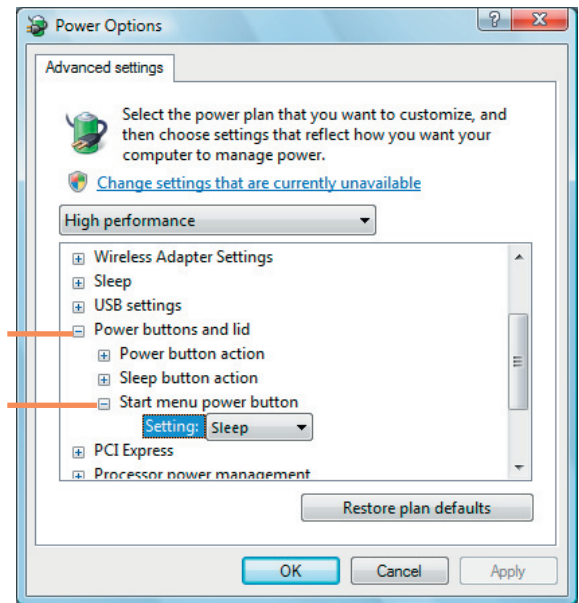 Power Options
Advanced settings
Select the power plan that you want to customize, and
then choose settings that reflect how you want your
computer to manage power.
Change settings that are currently unavailable
High performance
Wireless Adapter Settings
Sleep
USB settings
Power buttons and lid
Power button action
Sleep button action
Start menu power button
Setting: Sleep
PCI Express
Processor power management
Restore plan defaults
OK Cancel Apply